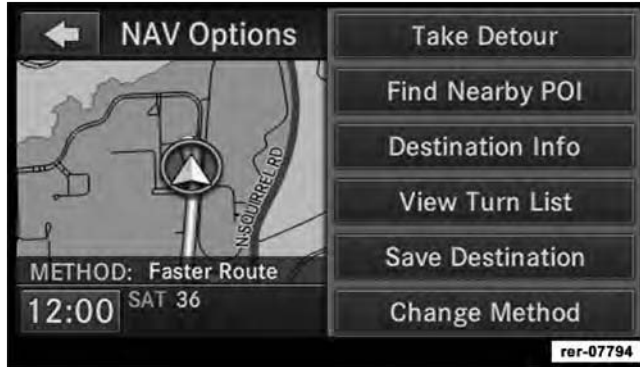 NAV Options
N SQUIRREL RD
METHOD: Faster Route
12:00 SAT 36
Take Detour
Find Nearby POI
Destination Info
View Turn List
Save Destination
Change Method
rer-07794